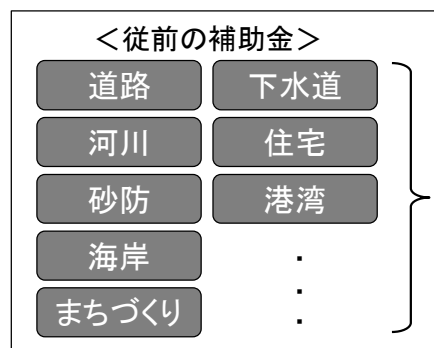 ＜従前の補助金＞
道路
下水道
河川
住宅
砂防
港湾
海岸
まちづくり
・
・
・